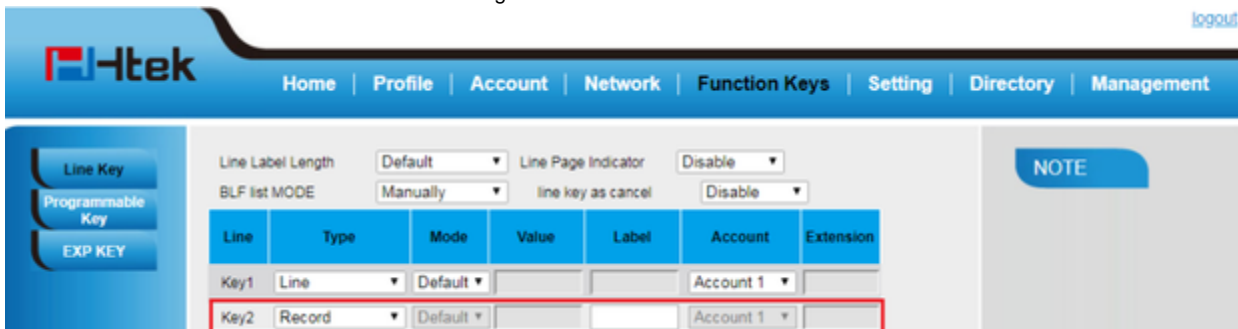 logout
Htek
Home | Profile | Account | Network | Function Keys | Setting | Directory | Management
Line Key
Programmable Key
EXP KEY
Line Label Length Default Line Page Indicator Disable
BLF list MODE Manually line key as cancel Disable
Line Type Mode Value Label Account Extension
Key1 Line Default Account 1
Key2 Record Default Account 1
NOTE